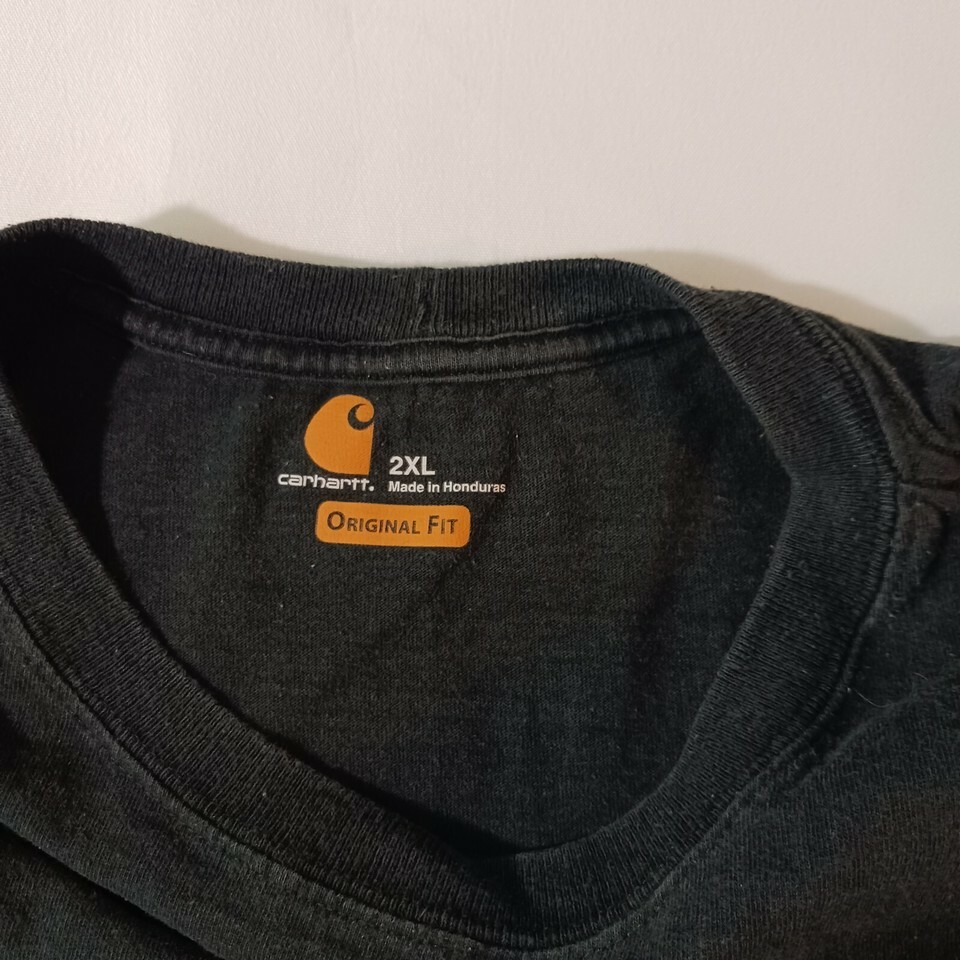 2XL
carhartt. Made in Honduras
ORIGINAL FIT